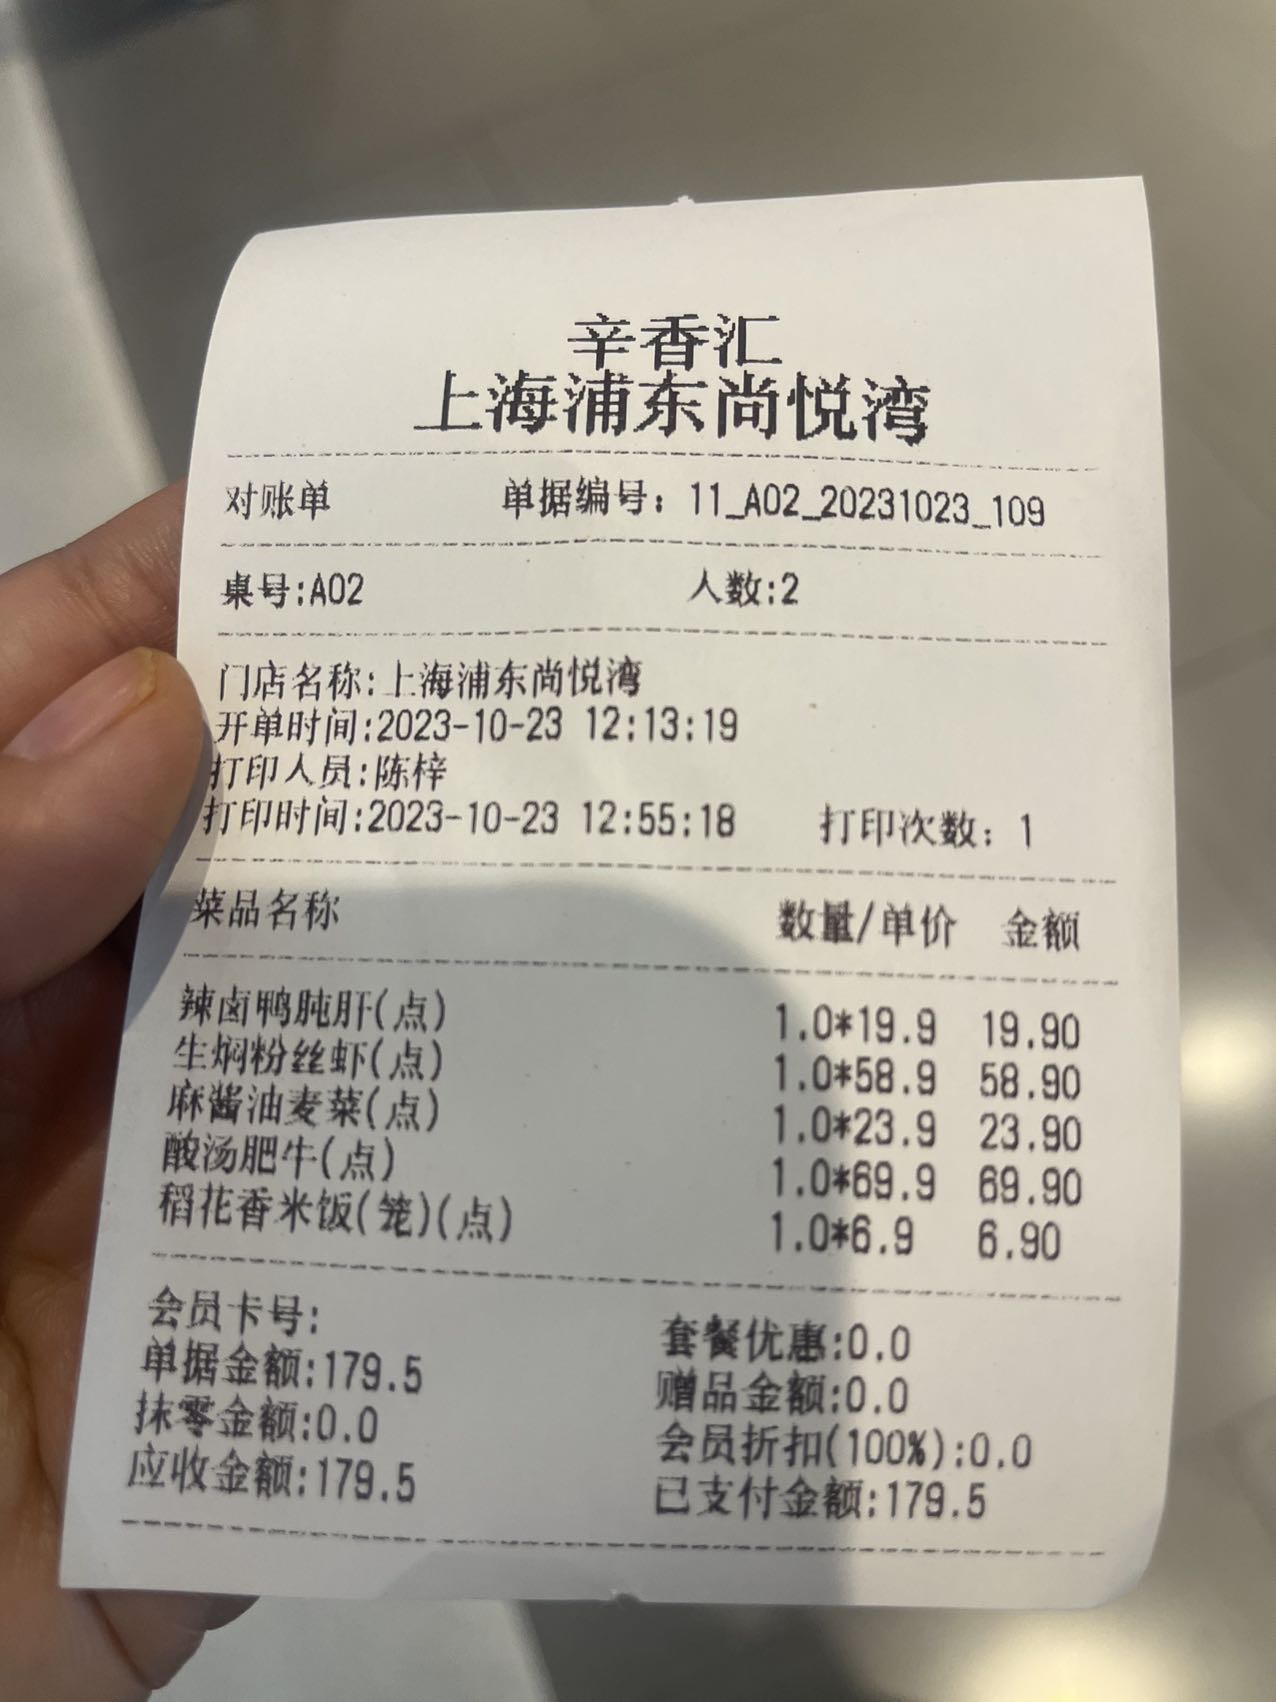 辛香汇
上海浦东尚悦湾
对账单 单据编号：11_A02_20231023_109
桌号:A02 人数:2
门店名称:上海浦东尚悦湾
开单时间:2023-10-23 12:13:19
打印人员:陈梓
打印时间:2023-10-23 12:55:18 打印次数：1
菜品名称 数量/单价 金额
辣卤鸭肫肝(点) 1.0*19.9 19.90
生焖粉丝虾(点) 1.0*58.9 58.90
麻酱油麦菜(点) 1.0*23.9 23.90
酸汤肥牛(点) 1.0*69.9 69.90
稻花香米饭(笼)(点) 1.0*6.9 6.90
会员卡号: 套餐优惠:0.0
单据金额:179.5 赠品金额:0.0
抹零金额:0.0 会员折扣(100%):0.0
应收金额:179.5 已支付金额:179.5